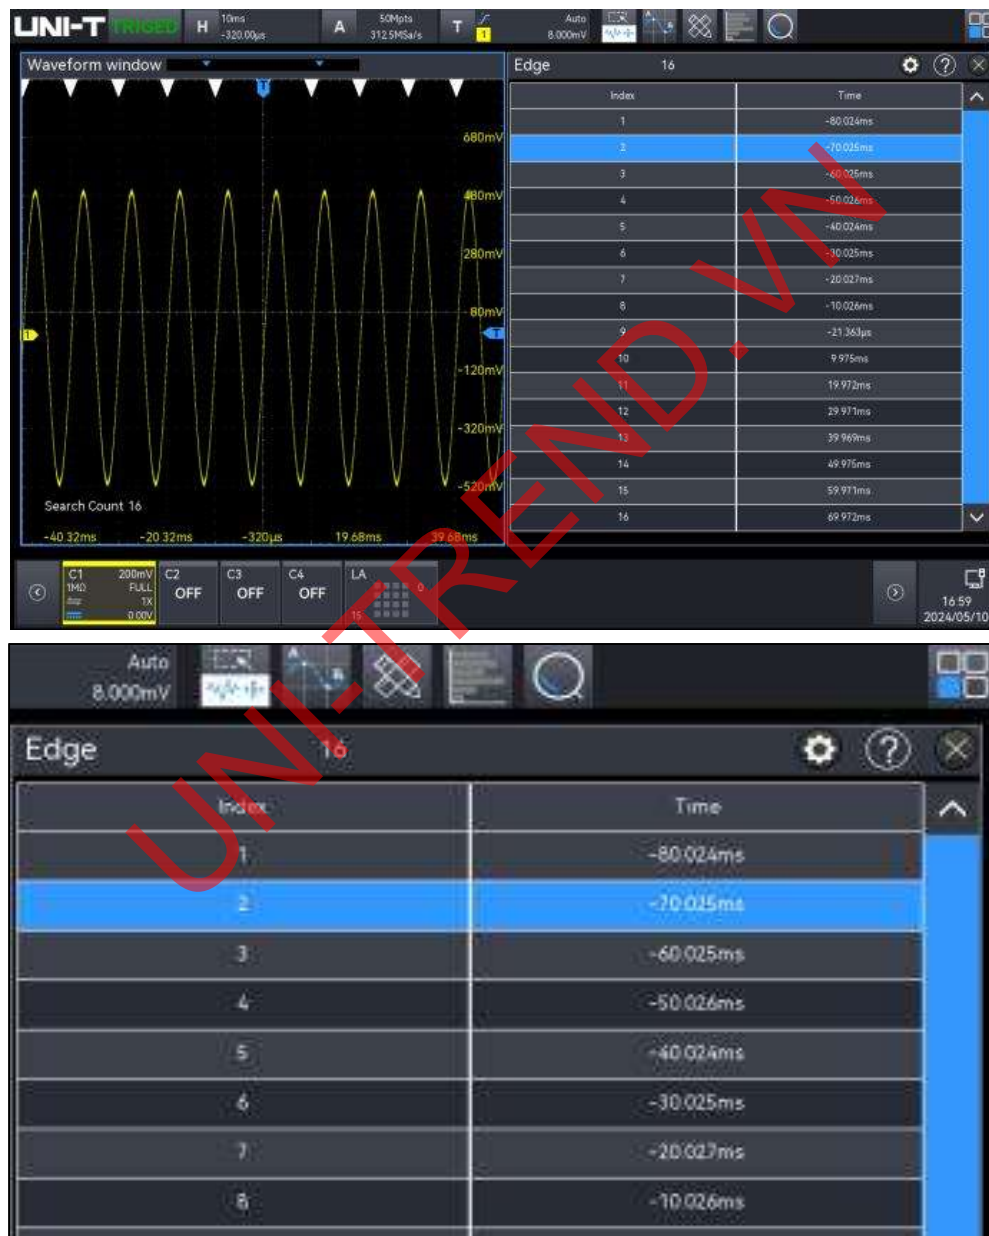 UNI-T TRIGED H 10ms -320.00µs A 50Mpts 312.5MSa/s T 1 Auto 8.000mV
Waveform window
T
680mV
480mV
280mV
80mV
1 T
-120mV
-320mV
-520mV
Search Count 16
-40.32ms -20.32ms -320µs 19.68ms 39.68ms
Edge 16
Index Time
1 -80.024ms
2 -70.025ms
3 -60.025ms
4 -50.026ms
5 -40.024ms
6 -30.025ms
7 -20.027ms
8 -10.026ms
9 -21.363µs
10 9.975ms
11 19.972ms
12 29.971ms
13 39.969ms
14 49.975ms
15 59.971ms
16 69.972ms
C1 200mV C2 C3 C4 LA
1MΩ FULL OFF OFF OFF 0
1X
0.00V 15
16:59
2024/05/10
Auto
8.000mV
A B
Edge 16
Index Time
1 -80.024ms
2 -70.025ms
3 -60.025ms
4 -50.026ms
5 -40.024ms
6 -30.025ms
7 -20.027ms
8 -10.026ms
UNI-TREND.VN